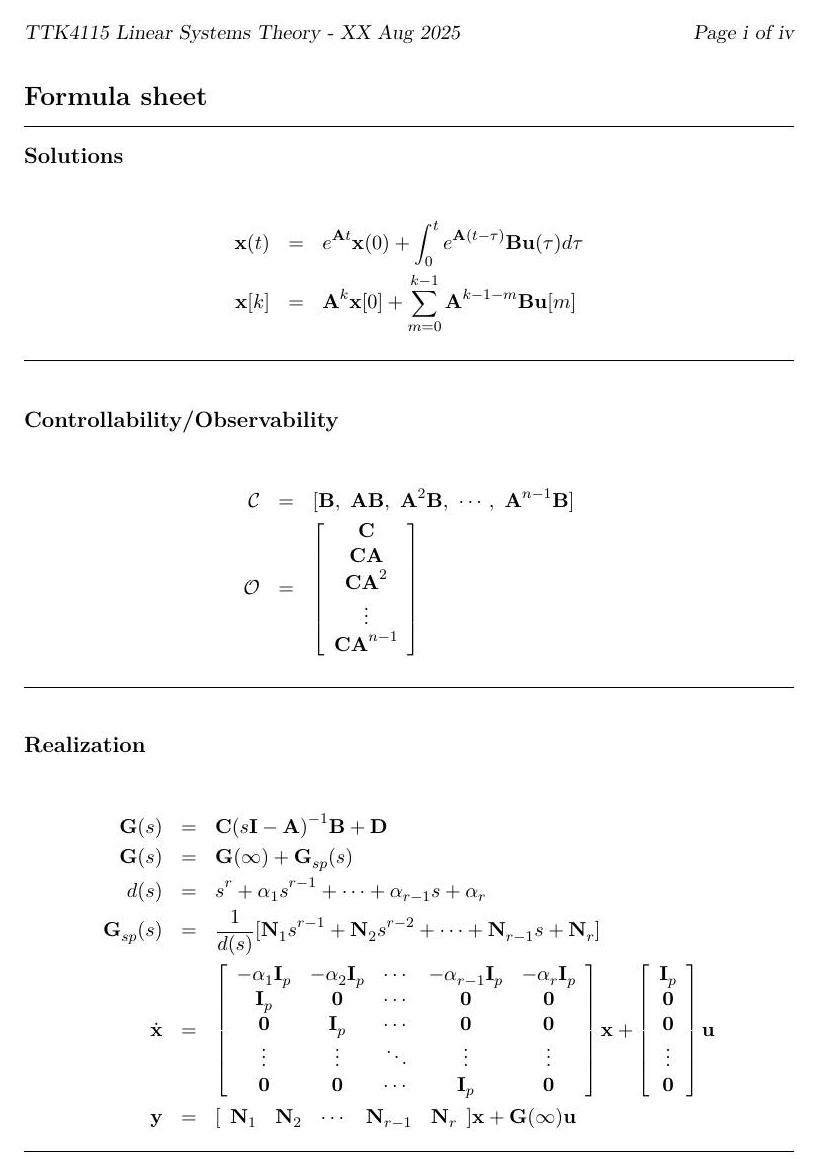 TTK4115 Linear Systems Theory - XX Aug 2025 Page i of iv
Formula sheet
Solutions
x(t) = e^{At}x(0) + ∫_0^t e^{A(t−τ)}Bu(τ)dτ
x[k] = A^k x[0] + ∑_{m=0}^{k−1} A^{k−1−m}Bu[m]
Controllability/Observability
𝒞 = [B, AB, A^2B, ⋯ , A^{n−1}B]
𝒪 = [
C
CA
CA^2
⋮
CA^{n−1}
]
Realization
G(s) = C(sI − A)^{−1}B + D
G(s) = G(∞) + G_{sp}(s)
d(s) = s^r + α_1s^{r−1} + ⋯ + α_{r−1}s + α_r
G_{sp}(s) = \frac{1}{d(s)}[N_1s^{r−1} + N_2s^{r−2} + ⋯ + N_{r−1}s + N_r]
ẋ = [
−α_1I_p −α_2I_p ⋯ −α_{r−1}I_p −α_rI_p
I_p 0 ⋯ 0 0
0 I_p ⋯ 0 0
⋮ ⋮ ⋱ ⋮ ⋮
0 0 ⋯ I_p 0
] x + [
I_p
0
0
⋮
0
] u
y = [ N_1 N_2 ⋯ N_{r−1} N_r ]x + G(∞)u